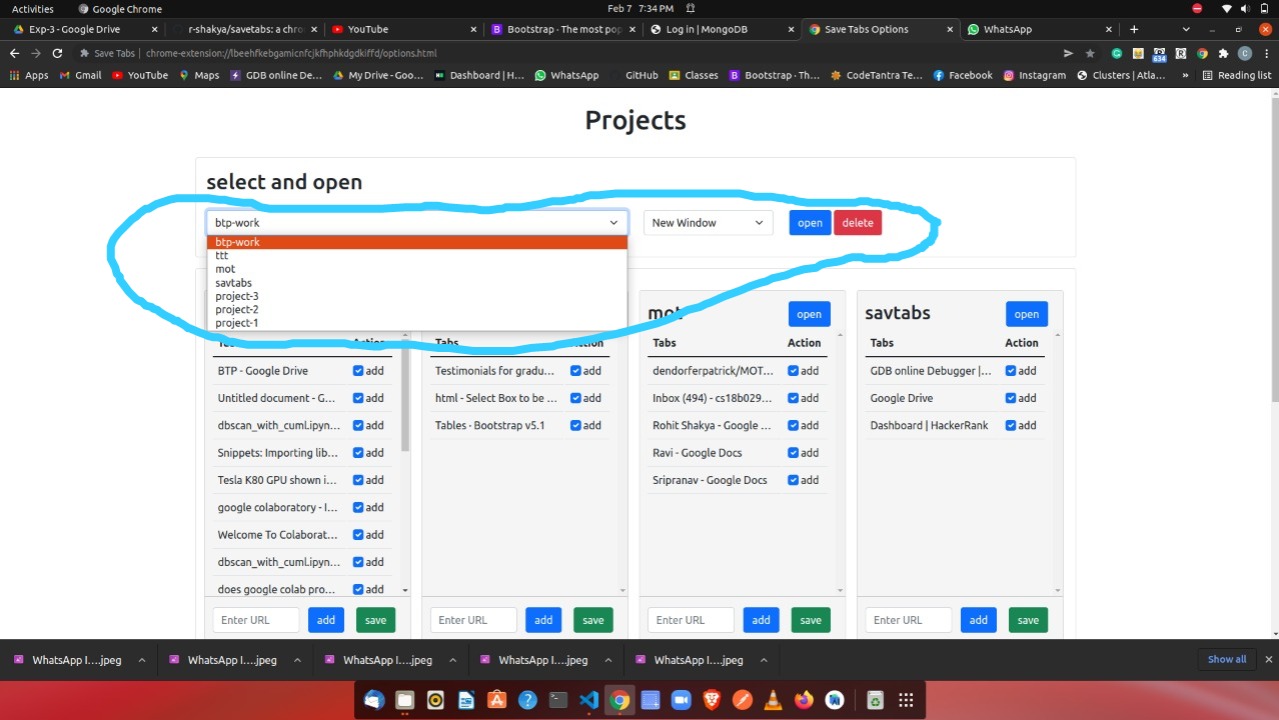 Activities Google Chrome Feb 7 7:34 PM
Exp-3 - Google Drive r-shakya/savetabs: a chro YouTube Bootstrap · The most pop Log in | MongoDB Save Tabs Options WhatsApp
Save Tabs | chrome-extension://lbeehfkebgamicnfcjkfhphkdgdkiffd/options.html
634
C
Apps Gmail YouTube Maps GDB online De... My Drive - Goo... Dashboard | H... WhatsApp GitHub Classes Bootstrap · Th... CodeTantra Te... Facebook Instagram Clusters | Atla... » Reading list
Projects
select and open
btp-work New Window open delete
btp-work
ttt
mot
savtabs
project-3
project-2
project-1
mot open savtabs open
Tabs Action Tabs Action Tabs Action Tabs Action
BTP - Google Drive add Testimonials for gradu... add dendorferpatrick/MOT... add GDB online Debugger |... add
Untitled document - G... add html - Select Box to be ... add Inbox (494) - cs18b029... add Google Drive add
dbscan_with_cuml.ipyn... add Tables · Bootstrap v5.1 add Rohit Shakya - Google ... add Dashboard | HackerRank add
Snippets: Importing lib... add Ravi - Google Docs add
Tesla K80 GPU shown i... add Sripranav - Google Docs add
google colaboratory - I... add
Welcome To Colaborat... add
dbscan_with_cuml.ipyn... add
does google colab pro... add
Enter URL add save Enter URL add save Enter URL add save Enter URL add save
WhatsApp I....jpeg WhatsApp I....jpeg WhatsApp I....jpeg WhatsApp I....jpeg WhatsApp I....jpeg Show all